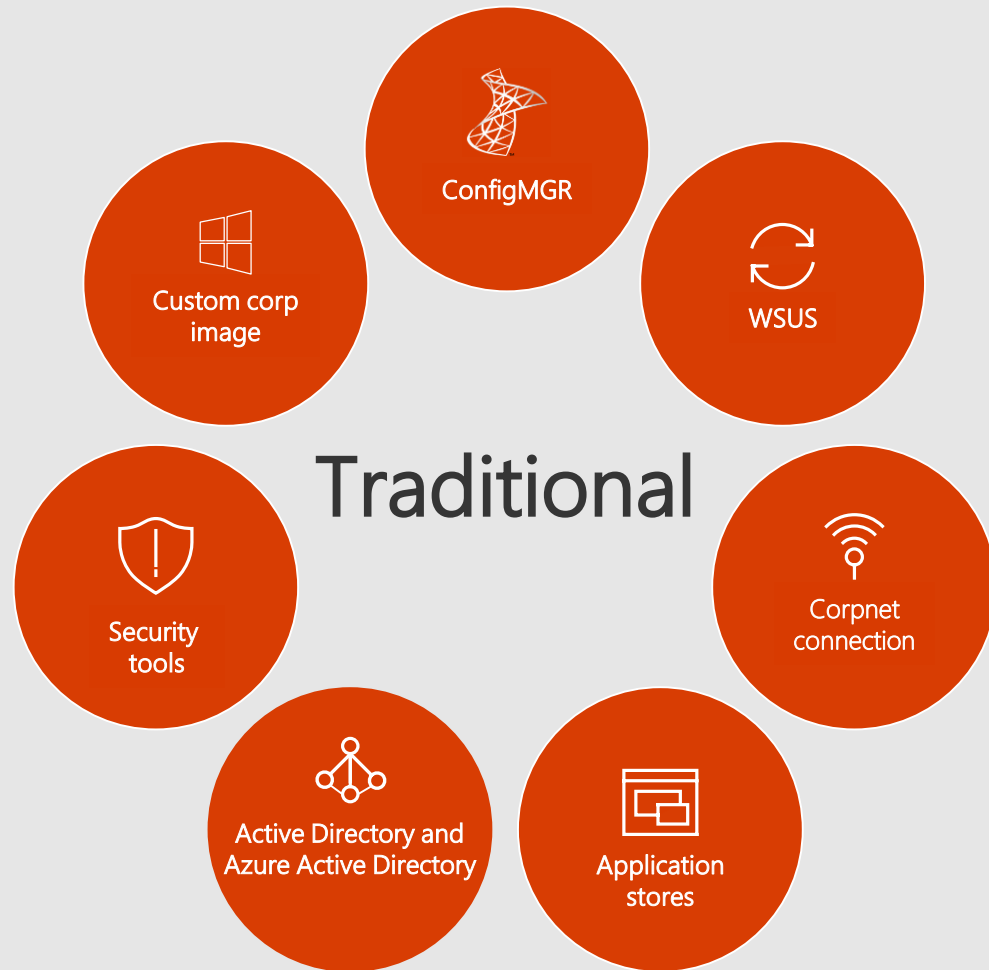 ConfigMGR
WSUS
Corpnet
connection
Application
stores
Active Directory and
Azure Active Directory
Security
tools
Custom corp
image
Traditional